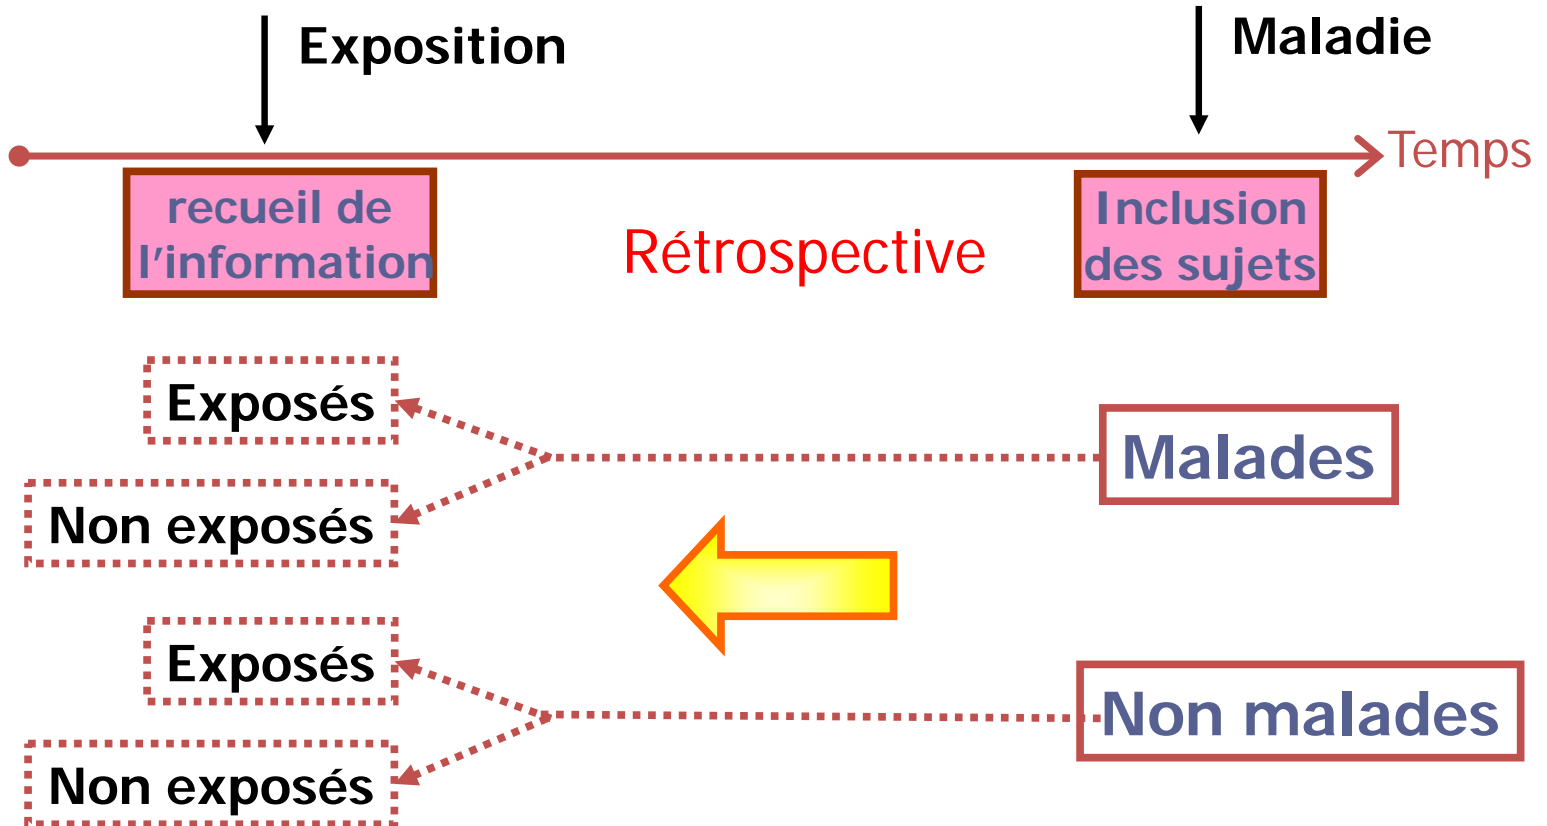 Exposition
Maladie
Temps
recueil de
l'information
Rétrospective
Inclusion
des sujets
Exposés
Malades
Non exposés
Exposés
Non malades
Non exposés